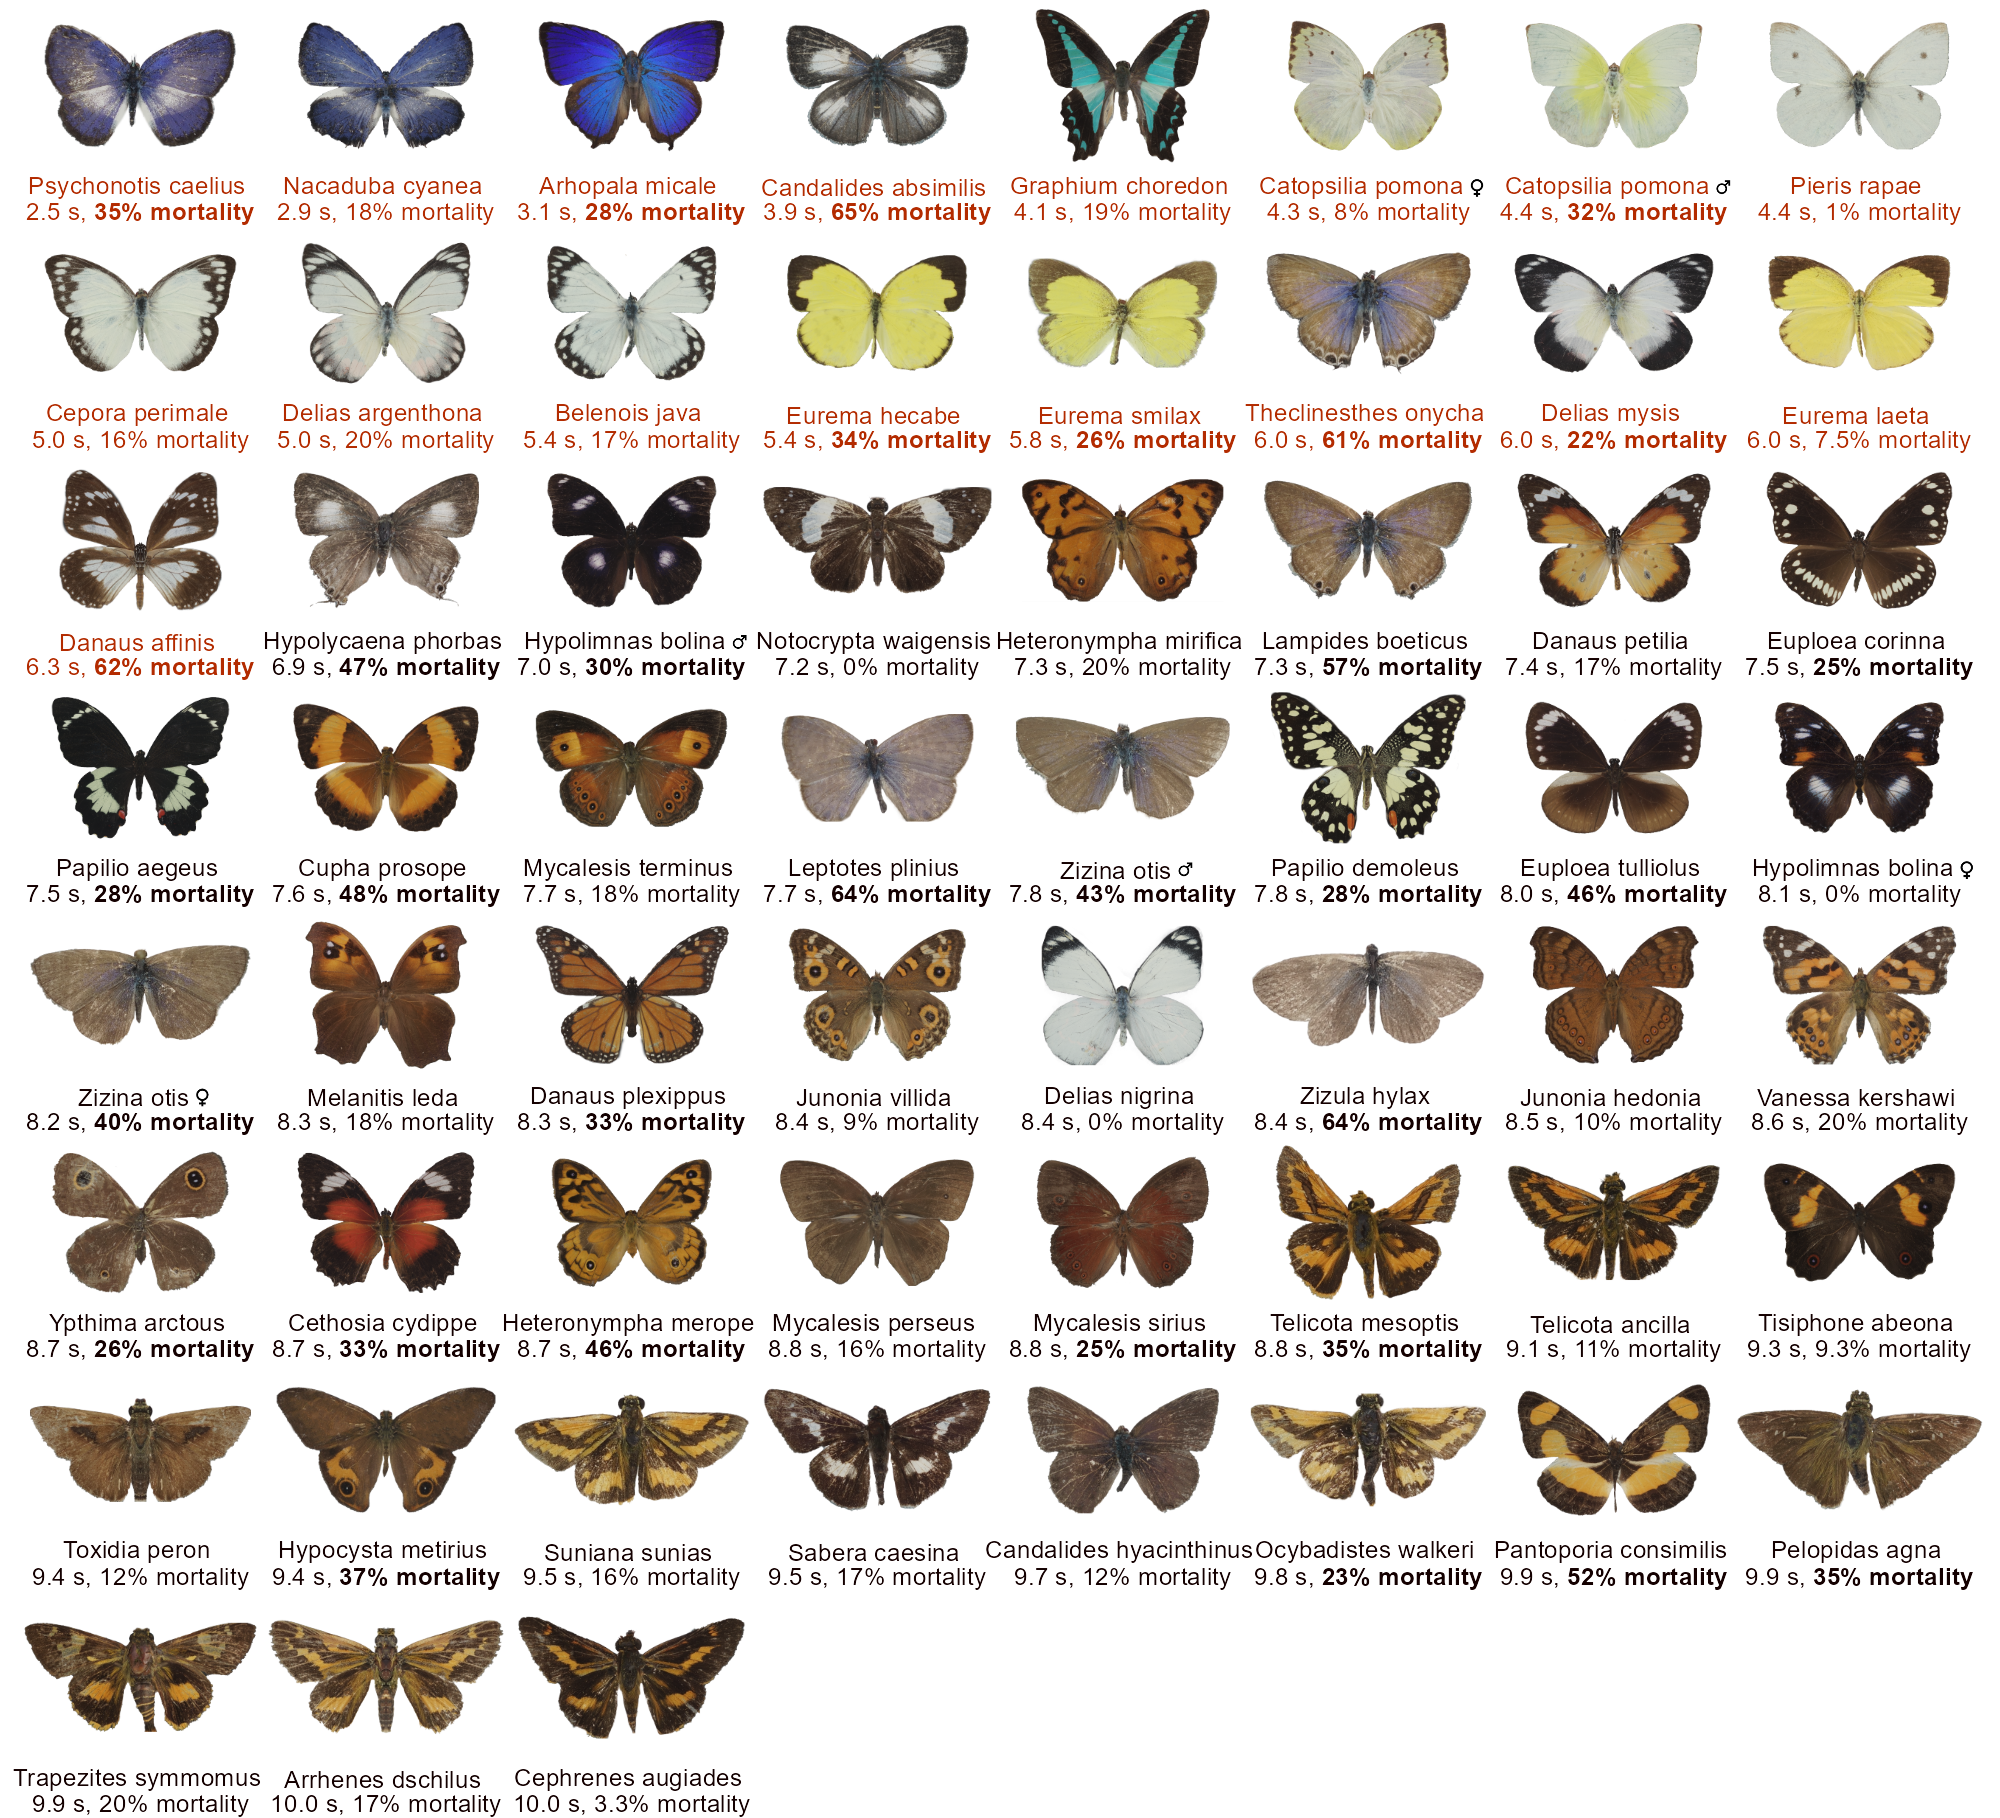 Psychonotis caelius
2.5 s, 35% mortality
Nacaduba cyanea
2.9 s, 18% mortality
Arhopala micale
3.1 s, 28% mortality
Candalides absimilis
3.9 s, 65% mortality
Graphium choredon
4.1 s, 19% mortality
Catopsilia pomona ♀
4.3 s, 8% mortality
Catopsilia pomona ♂
4.4 s, 32% mortality
Pieris rapae
4.4 s, 1% mortality
Cepora perimale
5.0 s, 16% mortality
Delias argenthona
5.0 s, 20% mortality
Belenois java
5.4 s, 17% mortality
Eurema hecabe
5.4 s, 34% mortality
Eurema smilax
5.8 s, 26% mortality
Theclinesthes onycha
6.0 s, 61% mortality
Delias mysis
6.0 s, 22% mortality
Eurema laeta
6.0 s, 7.5% mortality
Danaus affinis
6.3 s, 62% mortality
Hypolycaena phorbas
6.9 s, 47% mortality
Hypolimnas bolina ♂
7.0 s, 30% mortality
Notocrypta waigensis
7.2 s, 0% mortality
Heteronympha mirifica
7.3 s, 20% mortality
Lampides boeticus
7.3 s, 57% mortality
Danaus petilia
7.4 s, 17% mortality
Euploea corinna
7.5 s, 25% mortality
Papilio aegeus
7.5 s, 28% mortality
Cupha prosope
7.6 s, 48% mortality
Mycalesis terminus
7.7 s, 18% mortality
Leptotes plinius
7.7 s, 64% mortality
Zizina otis ♂
7.8 s, 43% mortality
Papilio demoleus
7.8 s, 28% mortality
Euploea tulliolus
8.0 s, 46% mortality
Hypolimnas bolina ♀
8.1 s, 0% mortality
Zizina otis ♀
8.2 s, 40% mortality
Melanitis leda
8.3 s, 18% mortality
Danaus plexippus
8.3 s, 33% mortality
Junonia villida
8.4 s, 9% mortality
Delias nigrina
8.4 s, 0% mortality
Zizula hylax
8.4 s, 64% mortality
Junonia hedonia
8.5 s, 10% mortality
Vanessa kershawi
8.6 s, 20% mortality
Ypthima arctous
8.7 s, 26% mortality
Cethosia cydippe
8.7 s, 33% mortality
Heteronympha merope
8.7 s, 46% mortality
Mycalesis perseus
8.8 s, 16% mortality
Mycalesis sirius
8.8 s, 25% mortality
Telicota mesoptis
8.8 s, 35% mortality
Telicota ancilla
9.1 s, 11% mortality
Tisiphone abeona
9.3 s, 9.3% mortality
Toxidia peron
9.4 s, 12% mortality
Hypocysta metirius
9.4 s, 37% mortality
Suniana sunias
9.5 s, 16% mortality
Sabera caesina
9.5 s, 17% mortality
Candalides hyacinthinus
9.7 s, 12% mortality
Ocybadistes walkeri
9.8 s, 23% mortality
Pantoporia consimilis
9.9 s, 52% mortality
Pelopidas agna
9.9 s, 35% mortality
Trapezites symmomus
9.9 s, 20% mortality
Arrhenes dschilus
10.0 s, 17% mortality
Cephrenes augiades
10.0 s, 3.3% mortality